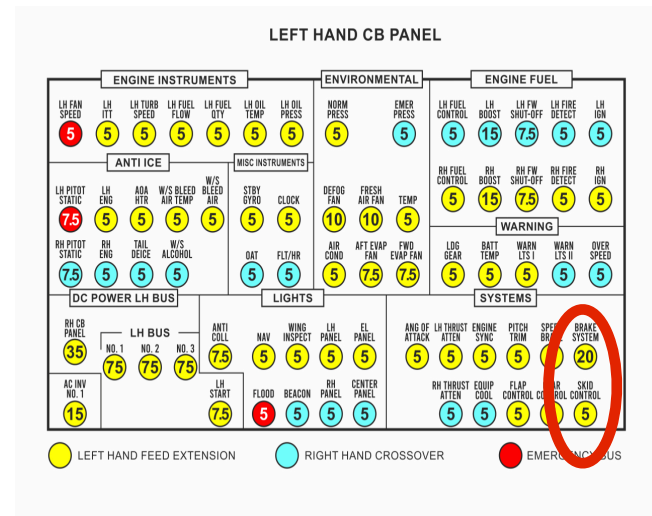 LEFT HAND CB PANEL
ENGINE INSTRUMENTS
LH FAN SPEED 5
LH ITT 5
LH TURB SPEED 5
LH FUEL FLOW 5
LH FUEL QTY 5
LH OIL TEMP 5
LH OIL PRESS 5
ENVIRONMENTAL
NORM PRESS 5
EMER PRESS 5
DEFOG FAN 10
FRESH AIR FAN 10
TEMP 5
AIR COND 5
AFT EVAP FAN 7.5
FWD EVAP FAN 7.5
ENGINE FUEL
LH FUEL CONTROL 5
LH BOOST 15
LH FW SHUT-OFF 7.5
LH FIRE DETECT 5
LH IGN 5
RH FUEL CONTROL 5
RH BOOST 15
RH FW SHUT-OFF 7.5
RH FIRE DETECT 5
RH IGN 5
ANTI ICE
LH PITOT STATIC 7.5
LH ENG 5
AOA HTR 5
W/S BLEED AIR TEMP 5
W/S BLEED AIR 5
RH PITOT STATIC 7.5
RH ENG 5
TAIL DEICE 5
W/S ALCOHOL 5
MISC INSTRUMENTS
STBY GYRO 5
CLOCK 5
OAT 5
FLT/HR 5
WARNING
LDG GEAR 5
BATT TEMP 5
WARN LTS I 5
WARN LTS II 5
OVER SPEED 5
DC POWER LH BUS
RH CB PANEL 35
LH BUS
NO. 1 75
NO. 2 75
NO. 3 75
AC INV NO. 1 15
ANTI COLL 7.5
LH START 7.5
LIGHTS
NAV 5
WING INSPECT 5
LH PANEL 5
EL PANEL 5
FLOOD 5
BEACON 5
RH PANEL 5
CENTER PANEL 5
SYSTEMS
ANG OF ATTACK 5
LH THRUST ATTEN 5
ENGINE SYNC 5
PITCH TRIM 5
BRAKE SYSTEM 20
RH THRUST ATTEN 5
EQUIP COOL 5
FLAP CONTROL 5
SKID CONTROL 5
LEFT HAND FEED EXTENSION
RIGHT HAND CROSSOVER
BUS